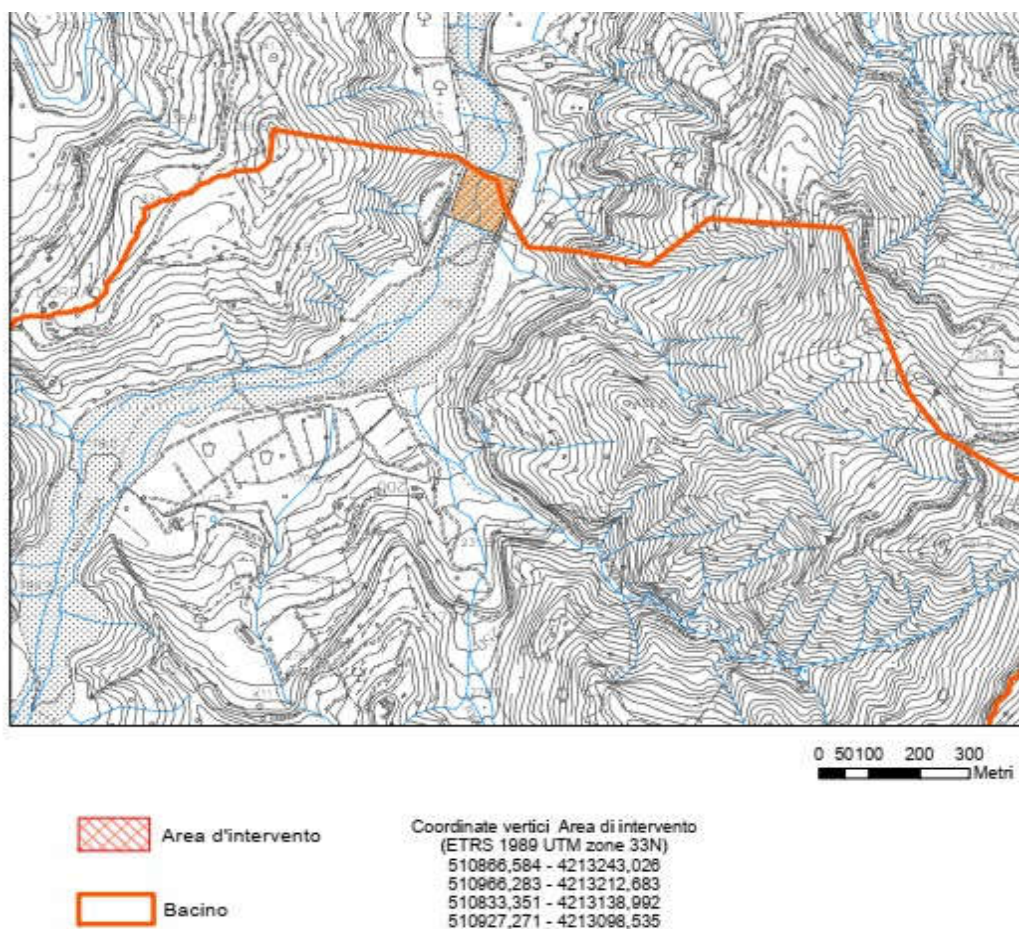 200
0 50100 200 300
Metri
Area d'intervento
Bacino
Coordinate vertici Area di intervento
(ETRS 1989 UTM zone 33N)
510866,584 - 4213243,026
510966,283 - 4213212,683
510833,351 - 4213138,992
510927,271 - 4213098,535